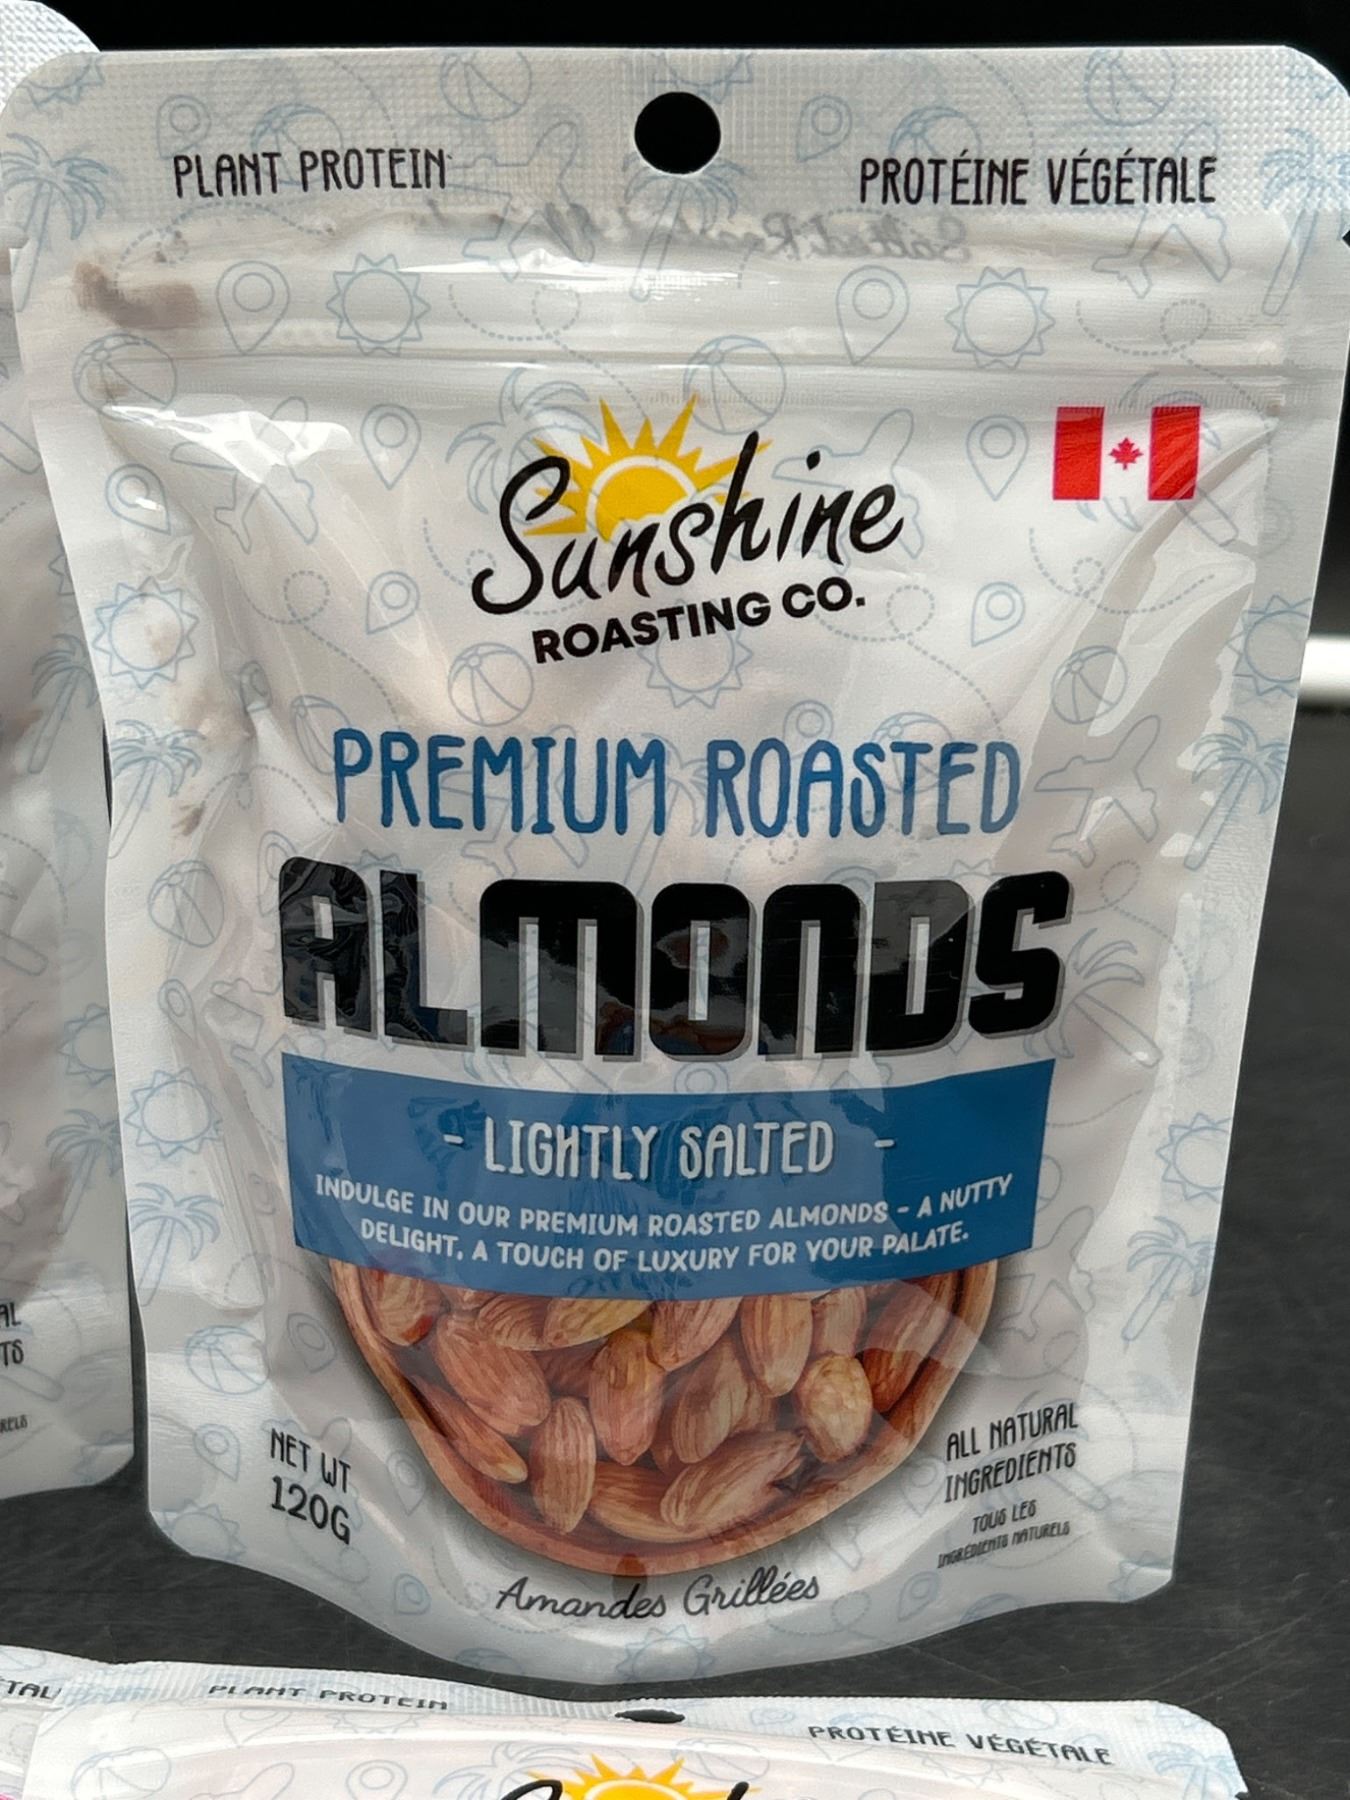 PLANT PROTEIN
PROTÉINE VÉGÉTALE
Sunshine
ROASTING CO.
PREMIUM ROASTED
ALMONDS
- LIGHTLY SALTED -
INDULGE IN OUR PREMIUM ROASTED ALMONDS - A NUTTY
DELIGHT, A TOUCH OF LUXURY FOR YOUR PALATE.
NET WT
120G
ALL NATURAL
INGREDIENTS
TOUS LES
INGRÉDIENTS NATURELS
Amandes Grillées
PLANT PROTEIN
PROTÉINE VÉGÉTALE